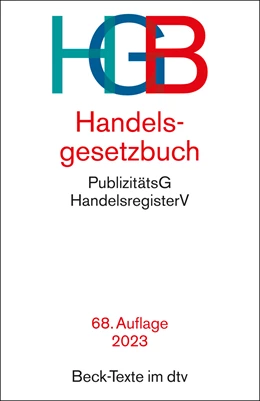 HGB
Handels-
gesetzbuch
PublizitätsG
HandelsregisterV
68. Auflage
2023
Beck-Texte im dtv